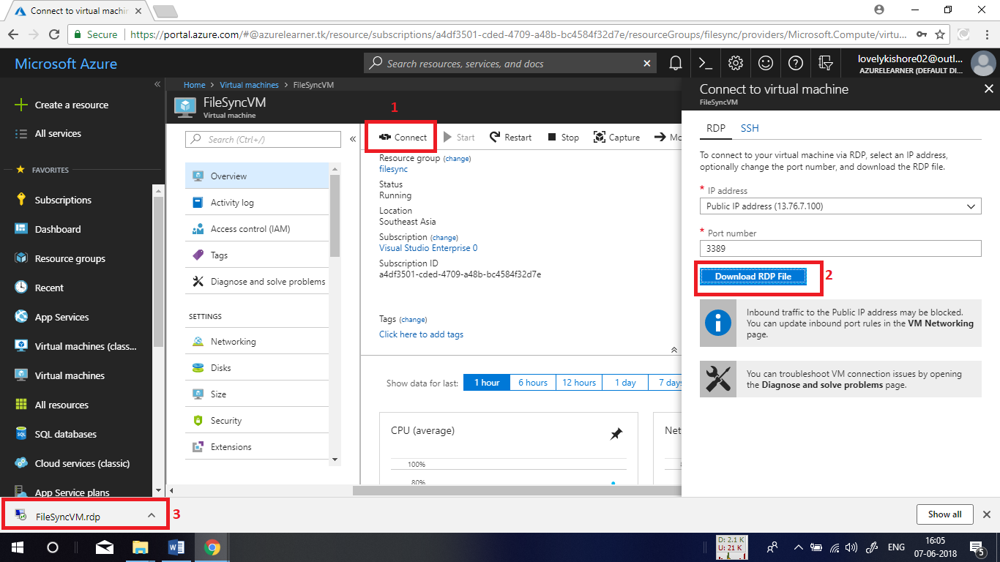 Connect to virtual machin
Secure
https://portal.azure.com/#@azurelearner.tk/resource/subscriptions/a4df3501-cded-4709-a48b-bc4584f32d7e/resourceGroups/filesync/providers/Microsoft.Compute/virtu...
Microsoft Azure
Search resources, services, and docs
lovelykishore02@outl...
AZURELEARNER (DEFAULT DI...
Create a resource
All services
FAVORITES
Subscriptions
Dashboard
Resource groups
Recent
App Services
Virtual machines (class...
Virtual machines
All resources
SQL databases
Cloud services (classic)
App Service plans
Home > Virtual machines > FileSyncVM
FileSyncVM
Virtual machine
Search (Ctrl+/)
Overview
Activity log
Access control (IAM)
Tags
Diagnose and solve problems
SETTINGS
Networking
Disks
Size
Security
Extensions
1
Connect
Start
Restart
Stop
Capture
Mo
Resource group (change)
filesync
Status
Running
Location
Southeast Asia
Subscription (change)
Visual Studio Enterprise 0
Subscription ID
a4df3501-cded-4709-a48b-bc4584f32d7e
Tags (change)
Click here to add tags
Show data for last:
1 hour
6 hours
12 hours
1 day
7 days
CPU (average)
100%
80%
Net
Connect to virtual machine
FileSyncVM
RDP
SSH
To connect to your virtual machine via RDP, select an IP address,
optionally change the port number, and download the RDP file.
* IP address
Public IP address (13.76.7.100)
* Port number
3389
Download RDP File
2
Inbound traffic to the Public IP address may be blocked.
You can update inbound port rules in the VM Networking
page.
You can troubleshoot VM connection issues by opening
the Diagnose and solve problems page.
FileSyncVM.rdp
3
Show all
D: 2.1 K
U: 21 K
ENG
16:05
07-06-2018
5